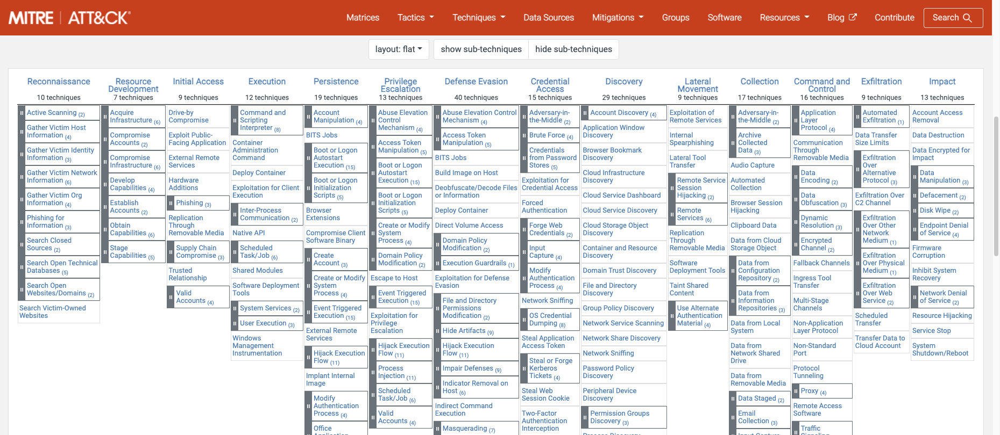 MITRE | ATT&CK®
Matrices
Tactics
Techniques
Data Sources
Mitigations
Groups
Software
Resources
Blog
Contribute
Search
layout: flat
show sub-techniques
hide sub-techniques
Reconnaissance
10 techniques
Active Scanning (2)
Gather Victim Host
Information (4)
Gather Victim Identity
Information (3)
Gather Victim Network
Information (6)
Gather Victim Org
Information (4)
Phishing for
Information (3)
Search Closed
Sources (2)
Search Open Technical
Databases (5)
Search Open
Websites/Domains (2)
Search Victim-Owned
Websites
Resource
Development
7 techniques
Acquire
Infrastructure (6)
Compromise
Accounts (2)
Compromise
Infrastructure (6)
Develop
Capabilities (4)
Establish
Accounts (2)
Obtain
Capabilities (6)
Stage
Capabilities (5)
Initial Access
9 techniques
Drive-by
Compromise
Exploit Public-
Facing Application
External Remote
Services
Hardware
Additions
Phishing (3)
Replication
Through
Removable Media
Supply Chain
Compromise (3)
Trusted
Relationship
Valid
Accounts (4)
Execution
12 techniques
Command and
Scripting
Interpreter (8)
Container
Administration
Command
Deploy Container
Exploitation for Client
Execution
Inter-Process
Communication (2)
Native API
Scheduled
Task/Job (6)
Shared Modules
Software Deployment
Tools
System Services (2)
User Execution (3)
Windows
Management
Instrumentation
Persistence
19 techniques
Account
Manipulation (4)
BITS Jobs
Boot or Logon
Autostart
Execution (15)
Boot or Logon
Initialization
Scripts (5)
Browser
Extensions
Compromise Client
Software Binary
Create
Account (3)
Create or Modify
System
Process (4)
Event Triggered
Execution (15)
External Remote
Services
Hijack Execution
Flow (11)
Implant Internal
Image
Modify
Authentication
Process (4)
Office
Application
Privilege
Escalation
13 techniques
Abuse Elevation
Control
Mechanism (4)
Access Token
Manipulation (5)
Boot or Logon
Autostart
Execution (15)
Boot or Logon
Initialization
Scripts (5)
Create or Modify
System
Process (4)
Domain Policy
Modification (2)
Escape to Host
Event Triggered
Execution (15)
Exploitation for
Privilege
Escalation
Hijack Execution
Flow (11)
Process
Injection (11)
Scheduled
Task/Job (6)
Valid
Accounts (4)
Defense Evasion
40 techniques
Abuse Elevation Control
Mechanism (4)
Access Token
Manipulation (5)
BITS Jobs
Build Image on Host
Deobfuscate/Decode Files
or Information
Deploy Container
Direct Volume Access
Domain Policy
Modification (2)
Execution Guardrails (1)
Exploitation for Defense
Evasion
File and Directory
Permissions
Modification (2)
Hide Artifacts (9)
Hijack Execution
Flow (11)
Impair Defenses (9)
Indicator Removal on
Host (6)
Indirect Command
Execution
Masquerading (7)
Credential
Access
15 techniques
Adversary-in-
the-Middle (2)
Brute Force (4)
Credentials
from Password
Stores (5)
Exploitation for
Credential Access
Forced
Authentication
Forge Web
Credentials (2)
Input
Capture (4)
Modify
Authentication
Process (4)
Network Sniffing
OS Credential
Dumping (8)
Steal Application
Access Token
Steal or Forge
Kerberos
Tickets (4)
Steal Web
Session Cookie
Two-Factor
Authentication
Interception
Discovery
29 techniques
Account Discovery (4)
Application Window
Discovery
Browser Bookmark
Discovery
Cloud Infrastructure
Discovery
Cloud Service Dashboard
Cloud Service Discovery
Cloud Storage Object
Discovery
Container and Resource
Discovery
Domain Trust Discovery
File and Directory
Discovery
Group Policy Discovery
Network Service Scanning
Network Share Discovery
Network Sniffing
Password Policy
Discovery
Peripheral Device
Discovery
Permission Groups
Discovery (3)
Process Discovery
Lateral
Movement
9 techniques
Exploitation of
Remote Services
Internal
Spearphishing
Lateral Tool
Transfer
Remote Service
Session
Hijacking (2)
Remote
Services (6)
Replication
Through
Removable Media
Software
Deployment Tools
Taint Shared
Content
Use Alternate
Authentication
Material (4)
Collection
17 techniques
Adversary-in-
the-Middle (2)
Archive
Collected
Data (3)
Audio Capture
Automated
Collection
Browser Session
Hijacking
Clipboard Data
Data from Cloud
Storage Object
Data from
Configuration
Repository (2)
Data from
Information
Repositories (3)
Data from Local
System
Data from
Network Shared
Drive
Data from
Removable Media
Data Staged (2)
Email
Collection (3)
Input Capture
Command and
Control
16 techniques
Application
Layer
Protocol (4)
Communication
Through
Removable Media
Data
Encoding (2)
Data
Obfuscation (3)
Dynamic
Resolution (3)
Encrypted
Channel (2)
Fallback Channels
Ingress Tool
Transfer
Multi-Stage
Channels
Non-Application
Layer Protocol
Non-Standard
Port
Protocol
Tunneling
Proxy (4)
Remote Access
Software
Traffic
Signaling
Exfiltration
9 techniques
Automated
Exfiltration (1)
Data Transfer
Size Limits
Exfiltration
Over
Alternative
Protocol (3)
Exfiltration Over
C2 Channel
Exfiltration
Over Other
Network
Medium (1)
Exfiltration
Over Physical
Medium (1)
Exfiltration
Over Web
Service (2)
Scheduled
Transfer
Transfer Data to
Cloud Account
Impact
13 techniques
Account Access
Removal
Data Destruction
Data Encrypted for
Impact
Data
Manipulation (3)
Defacement (2)
Disk Wipe (2)
Endpoint Denial
of Service (4)
Firmware
Corruption
Inhibit System
Recovery
Network Denial
of Service (2)
Resource Hijacking
Service Stop
System
Shutdown/Reboot